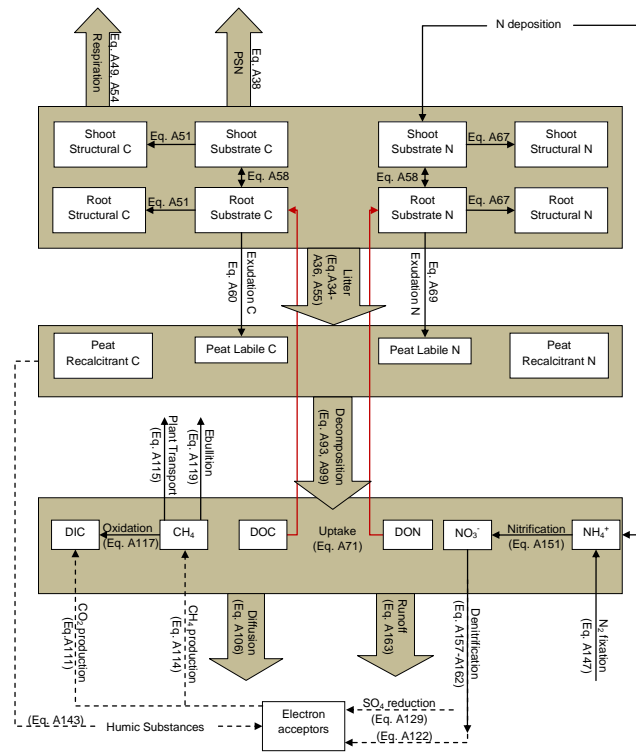 N deposition
Respiration
Eq. A49, A54
PSN
Eq. A38
Shoot
Structural C
Eq. A51
Shoot
Substrate C
Shoot
Substrate N
Eq. A67
Shoot
Structural N
Eq. A58
Eq. A58
Root
Structural C
Eq. A51
Root
Substrate C
Root
Substrate N
Eq. A67
Root
Structural N
Exudation C
Eq. A60
Litter
(Eq.A34-
A36, A55)
Exudation N
Eq. A69
Peat
Recalcitrant C
Peat Labile C
Peat Labile N
Peat
Recalcitrant N
Plant Transport
(Eq. A115)
Ebullition
(Eq. A119)
Decomposition
(Eq. A93, A99)
DIC
Oxidation
(Eq. A117)
CH₄
DOC
Uptake
(Eq. A71)
DON
NO₃⁻
Nitrification
(Eq. A151)
NH₄⁺
CO₂ production
(Eq.A111)
CH₄ production
(Eq. A114)
Diffusion
(Eq. A106)
Runoff
(Eq. A163)
Denitrification
(Eq. A157-A162)
N₂ fixation
(Eq. A147)
(Eq. A143)
Humic Substances
Electron
acceptors
SO₄ reduction
(Eq. A129)
(Eq. A122)